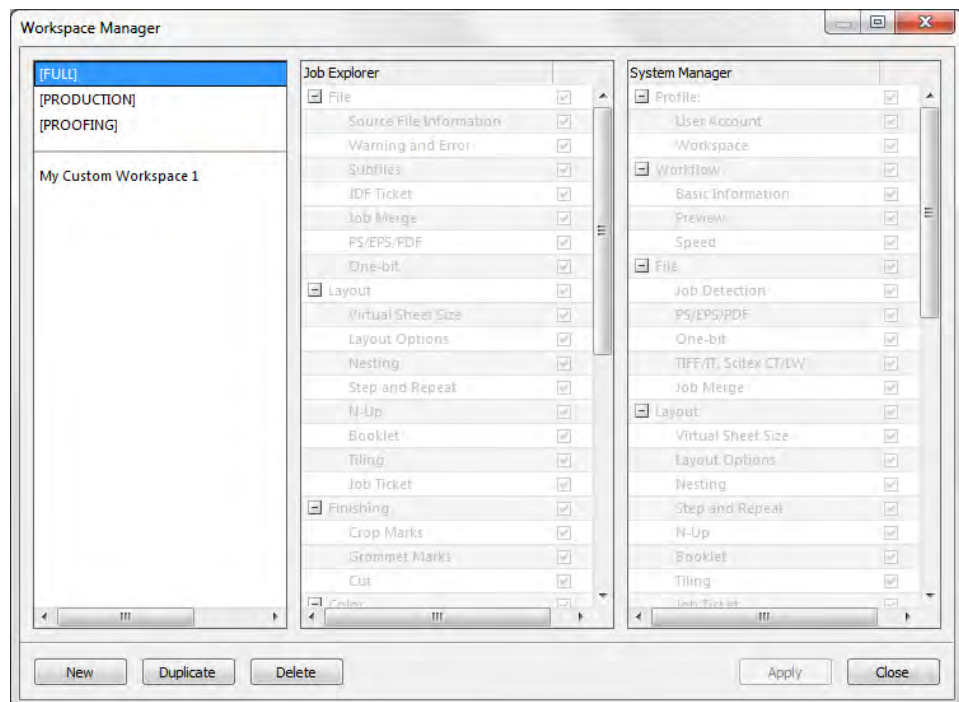 Workspace Manager
[FULL]
[PRODUCTION]
[PROOFING]
My Custom Workspace 1
Job Explorer
File
Source File Information
Warning and Error
Subfiles
JDF Ticket
Job Merge
PS/EPS/PDF
One-bit
Layout
Virtual Sheet Size
Layout Options
Nesting
Step and Repeat
N-Up
Booklet
Tiling
Job Ticket
Finishing
Crop Marks
Grommet Marks
Cut
Color
System Manager
Profile:
User Account
Workspace
Workflow
Basic Information
Preview
Speed
File
Job Detection
PS/EPS/PDF
One-bit
TIFF/IT, Scitex CT/LW
Job Merge
Layout
Virtual Sheet Size
Layout Options
Nesting
Step and Repeat
N-Up
Booklet
Tiling
Job Ticket
New
Duplicate
Delete
Apply
Close